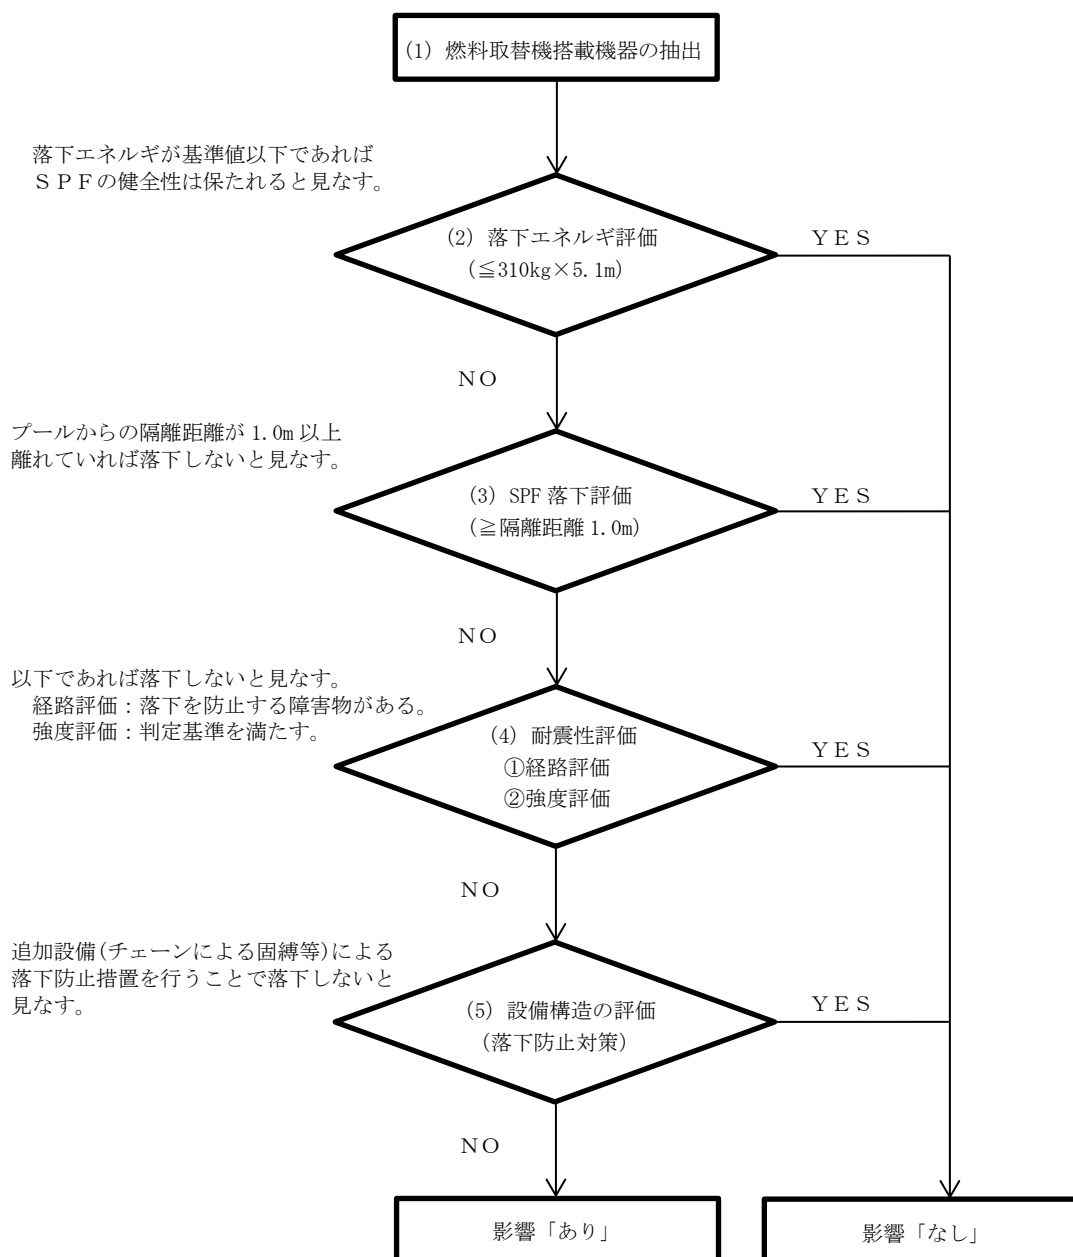 (1) 燃料取替機搭載機器の抽出
落下エネルギが基準値以下であれば
ＳＰＦの健全性は保たれると見なす。
(2) 落下エネルギ評価
(≦310kg×5.1m)
ＹＥＳ
ＮＯ
プールからの隔離距離が 1.0m 以上
離れていれば落下しないと見なす。
(3) SPF 落下評価
(≧隔離距離 1.0m)
ＹＥＳ
ＮＯ
以下であれば落下しないと見なす。
経路評価：落下を防止する障害物がある。
強度評価：判定基準を満たす。
(4) 耐震性評価
①経路評価
②強度評価
ＹＥＳ
ＮＯ
追加設備(チェーンによる固縛等)による
落下防止措置を行うことで落下しないと
見なす。
(5) 設備構造の評価
(落下防止対策)
ＹＥＳ
ＮＯ
影響「あり」
影響「なし」